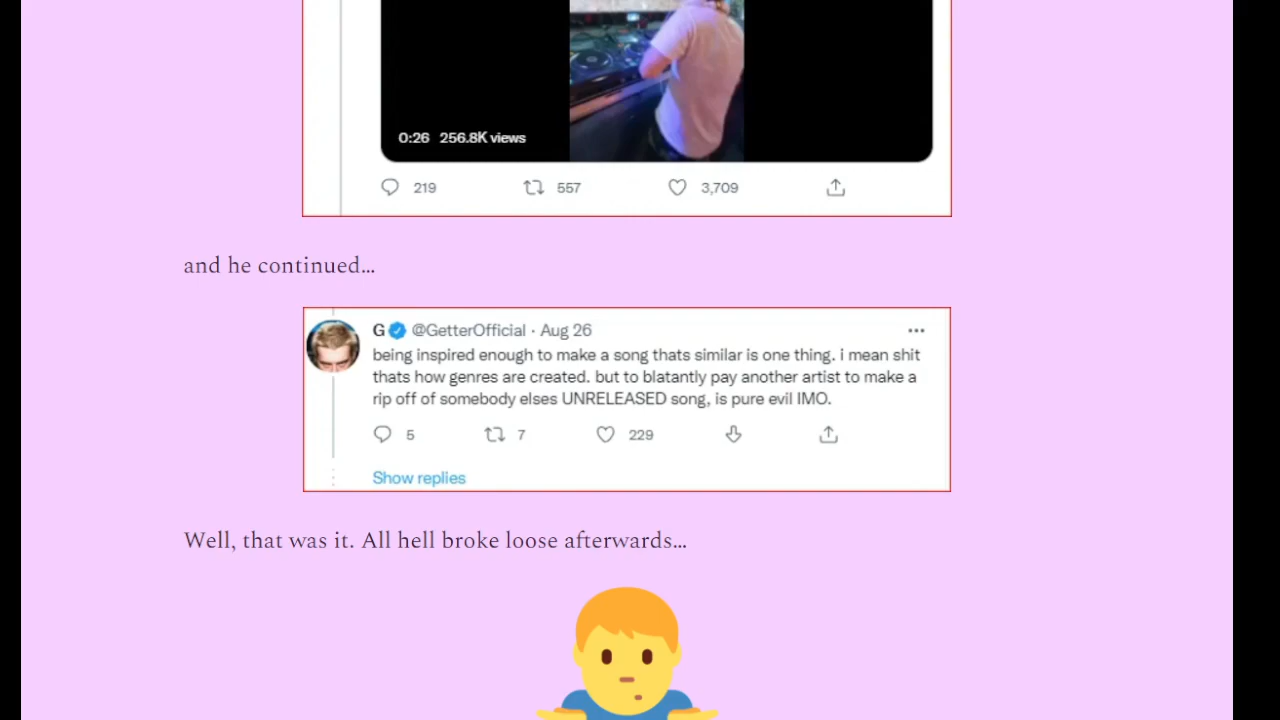 0:26 256.8K views
219 557 3,709
and he continued...
G @GetterOfficial · Aug 26
being inspired enough to make a song thats similar is one thing. i mean shit
thats how genres are created. but to blatantly pay another artist to make a
rip off of somebody elses UNRELEASED song, is pure evil IMO.
5 7 229
Show replies
Well, that was it. All hell broke loose afterwards...